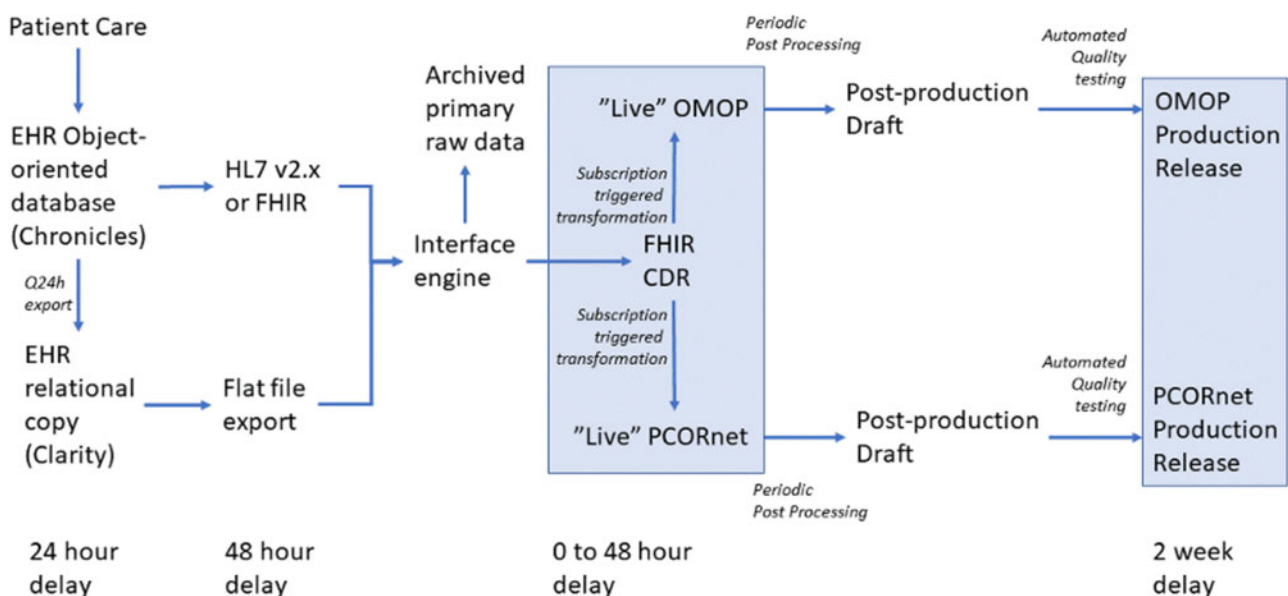 Patient Care
EHR Object-
oriented
database
(Chronicles)
Q24h
export
EHR
relational
copy
(Clarity)
HL7 v2.x
or FHIR
Flat file
export
Archived
primary
raw data
Interface
engine
"Live" OMOP
Subscription
triggered
transformation
FHIR
CDR
Subscription
triggered
transformation
"Live" PCORnet
Periodic
Post Processing
Post-production
Draft
Automated
Quality
testing
OMOP
Production
Release
Post-production
Draft
Periodic
Post Processing
Automated
Quality
testing
PCORnet
Production
Release
24 hour
delay
48 hour
delay
0 to 48 hour
delay
2 week
delay